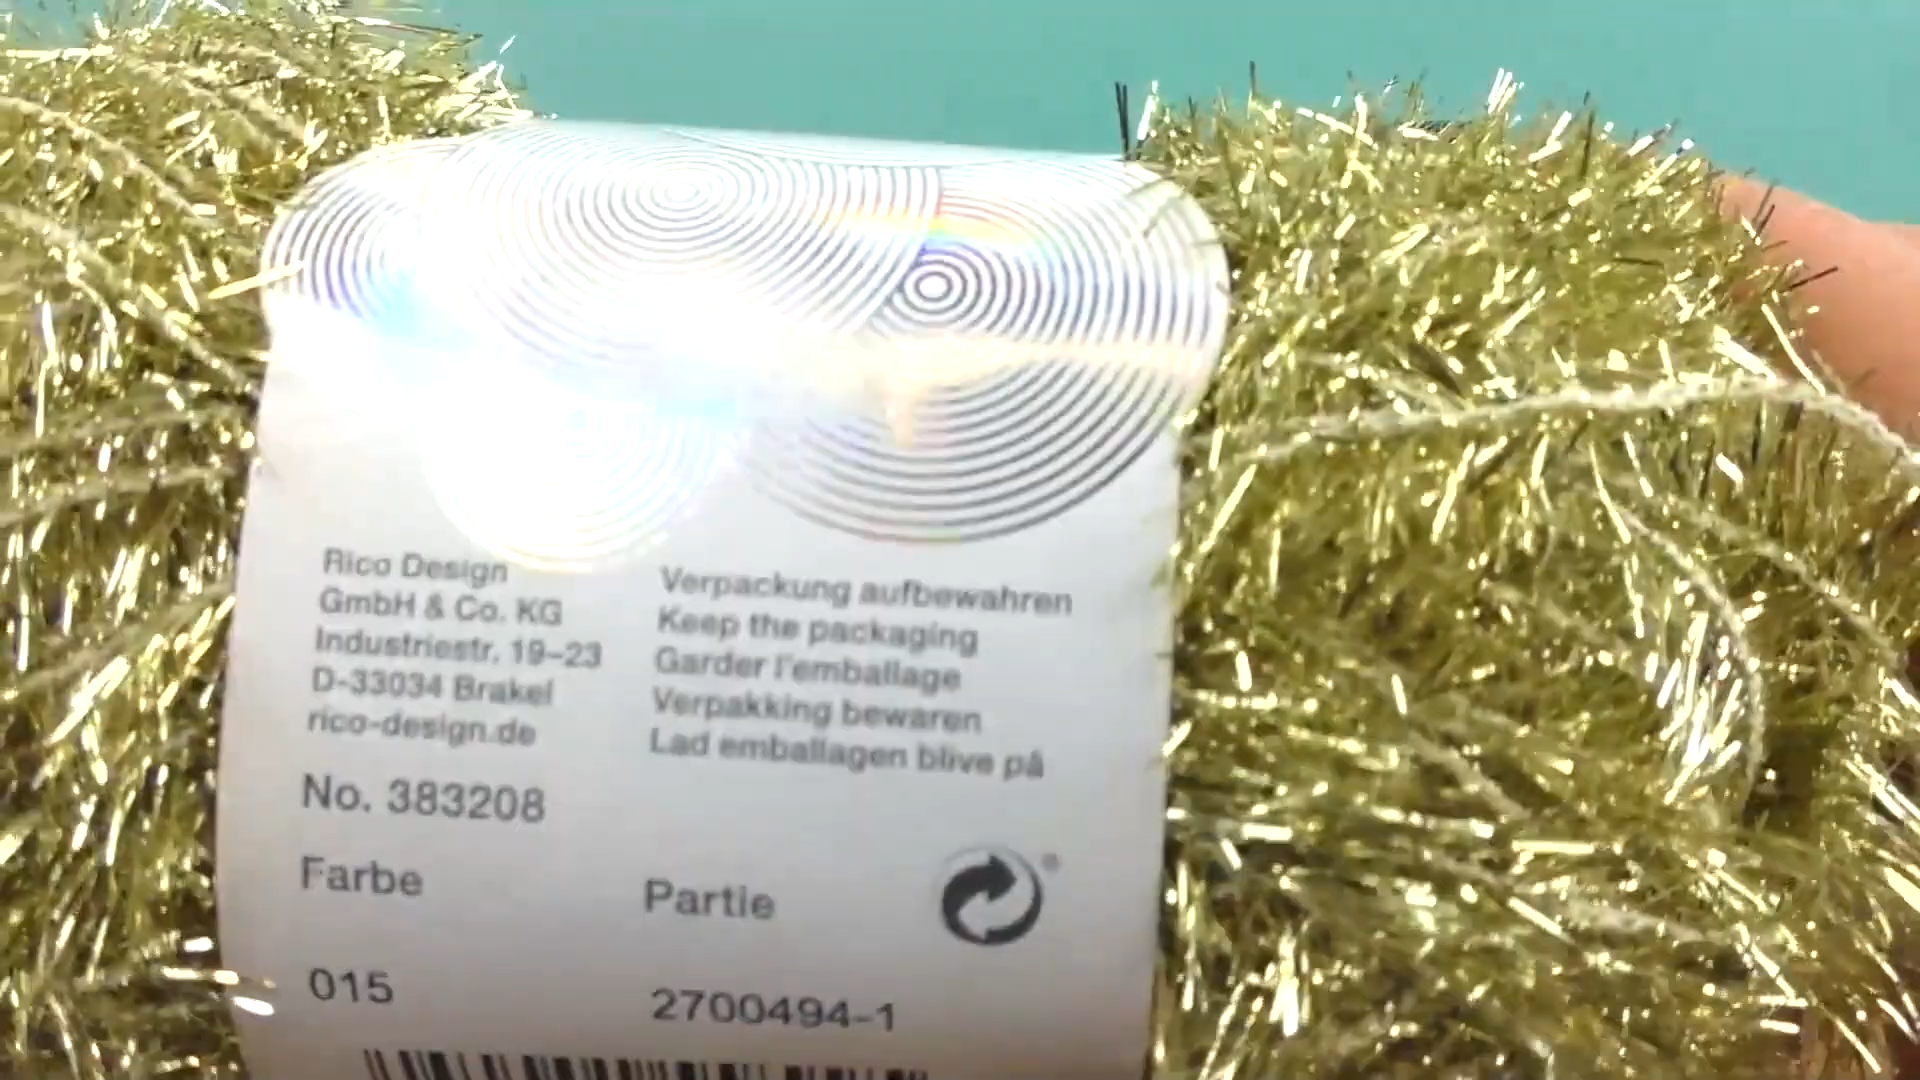 Rico Design
GmbH & Co. KG
Industriestr. 19–23
D-33034 Brakel
rico-design.de
Verpackung aufbewahren
Keep the packaging
Garder l'emballage
Verpakking bewaren
Lad emballagen blive på
No. 383208
Farbe
Partie
®
015
2700494-1